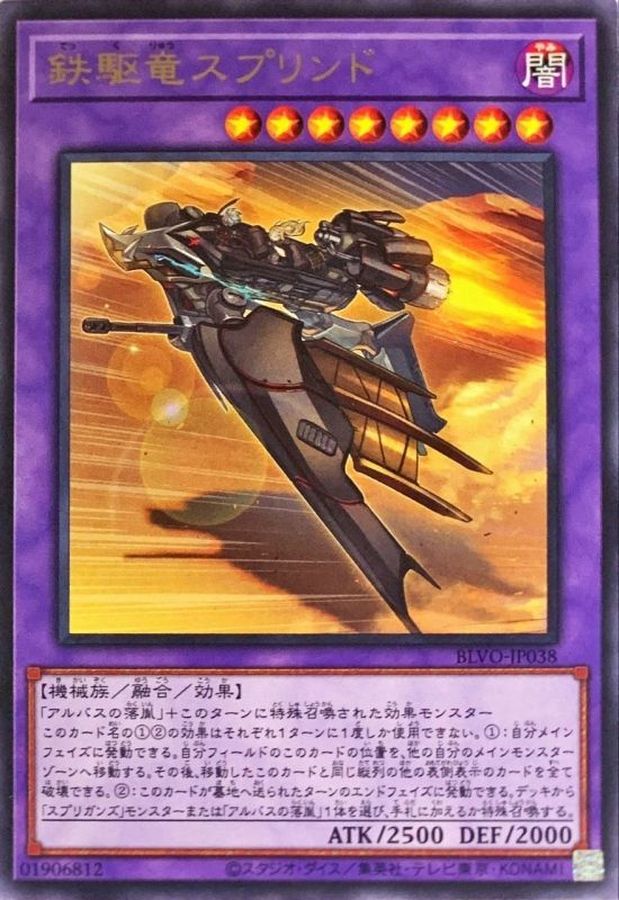 鉄駆竜スプリンド
闇
BLVO-JP038
【機械族／融合／効果】
「アルバスの落胤」＋このターンに特殊召喚された効果モンスター
このカード名の①②の効果はそれぞれ1ターンに1度しか使用できない。①：自分メイン
フェイズに発動できる。自分フィールドのこのカードの位置を、他の自分のメインモンスター
ゾーンへ移動する。その後、移動したこのカードと同じ縦列の他の表側表示のカードを全て
破壊できる。②：このカードが墓地へ送られたターンのエンドフェイズに発動できる。デッキから
「スプリガンズ」モンスターまたは「アルバスの落胤」1体を選び、手札に加えるか特殊召喚する。
ATK/2500 DEF/2000
01906812 ©スタジオ・ダイス／集英社・テレビ東京・KONAMI